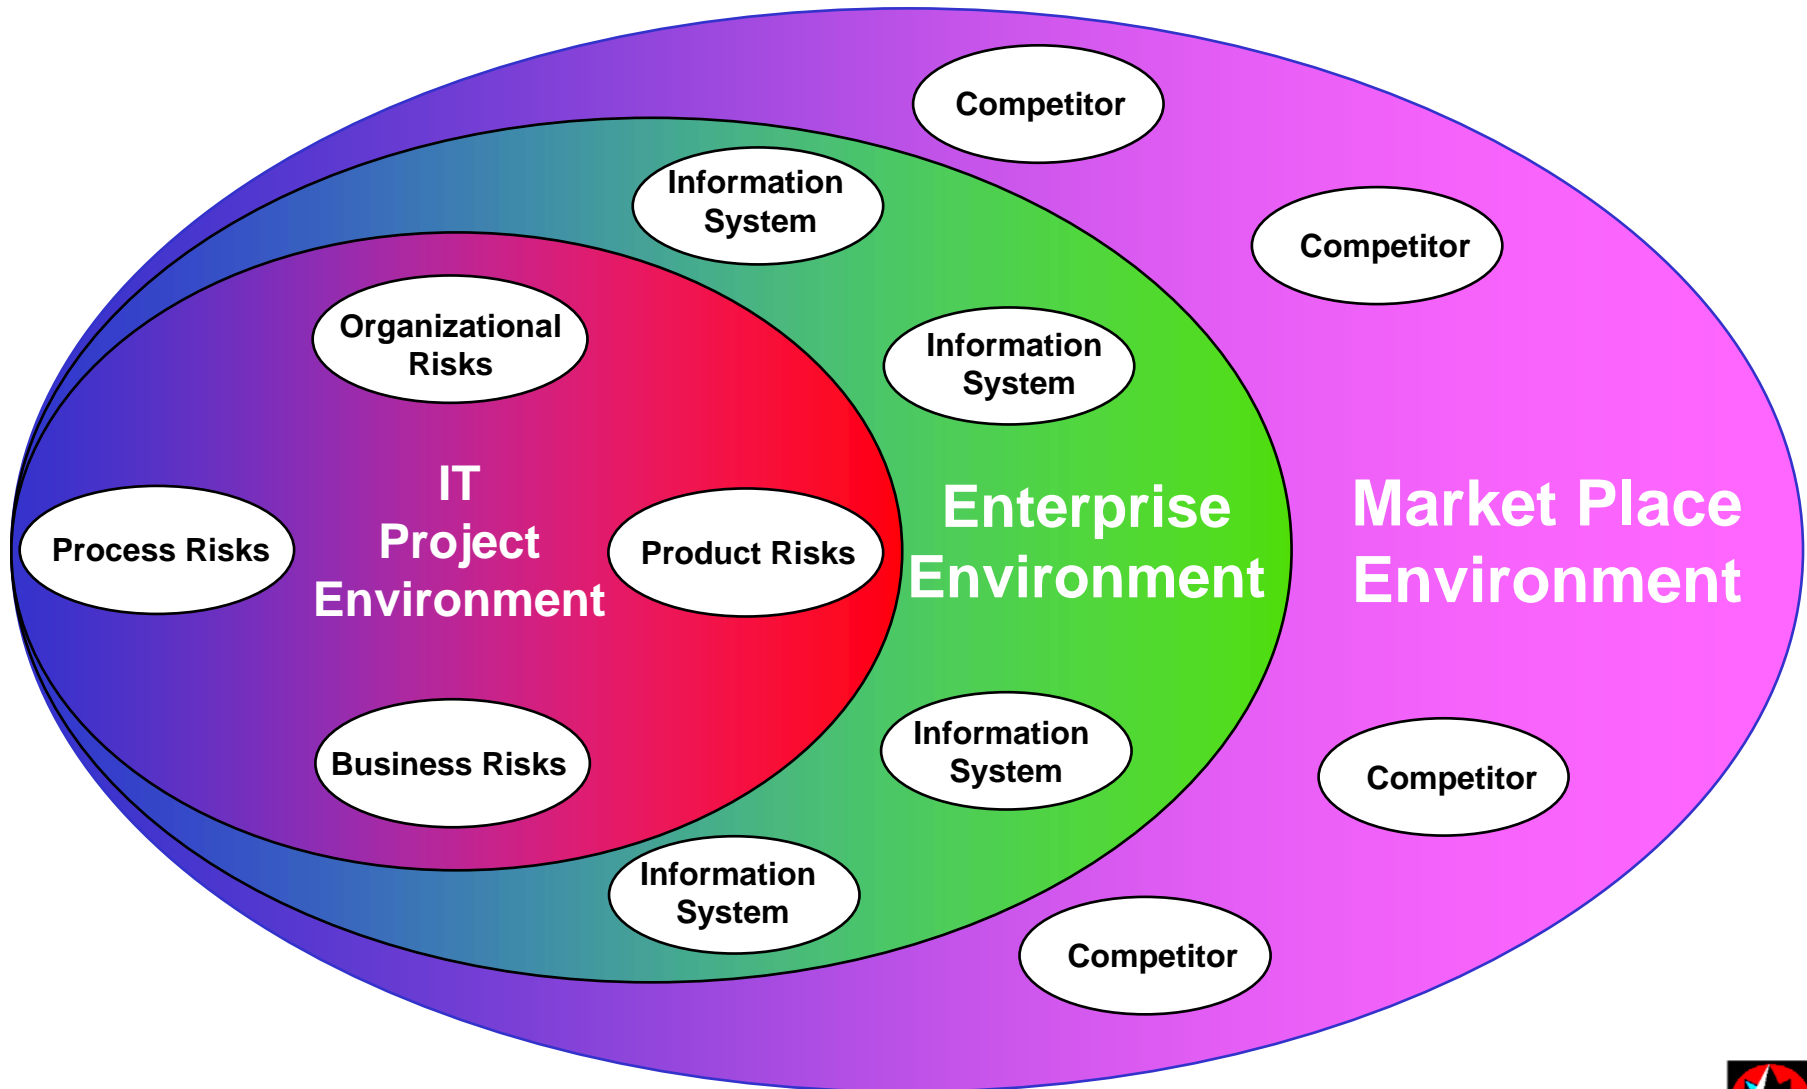 Competitor
Information
System
Competitor
Organizational
Risks
Information
System
IT
Project
Environment
Process Risks
Product Risks
Enterprise
Environment
Market Place
Environment
Business Risks
Information
System
Competitor
Information
System
Competitor